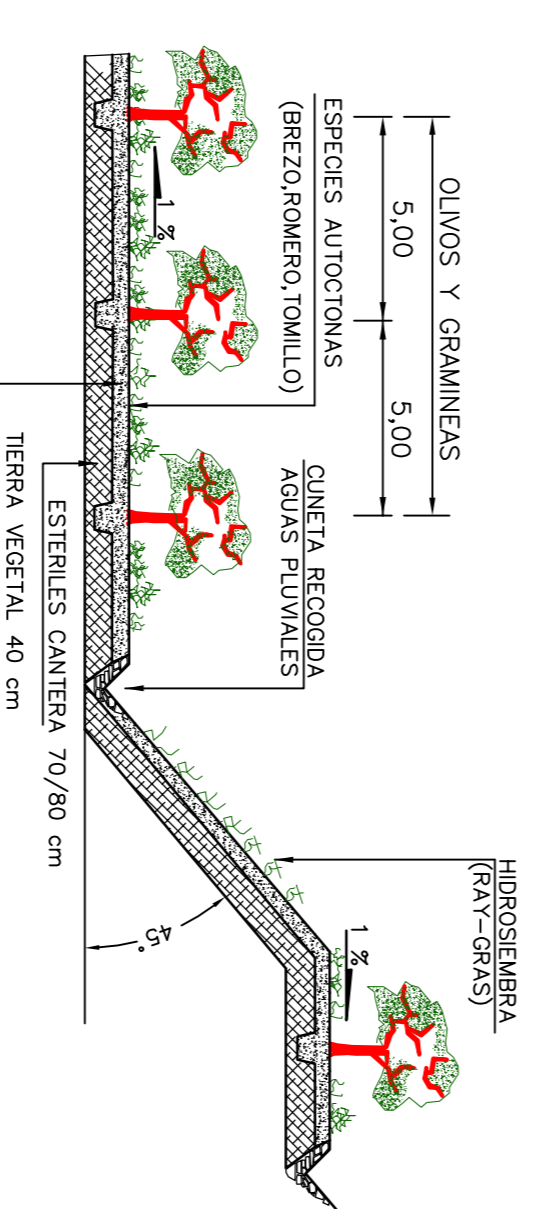 OLIVOS Y GRAMINEAS
5,00
5,00
ESPECIES AUTOCTONAS
(BREZO,ROMERO,TOMILLO)
CUNETA RECOGIDA
AGUAS PLUVIALES
HIDROSIEMBRA
(RAY-GRAS)
1 %
1 %
45°
ESTERILES CANTERA 70/80 cm
TIERRA VEGETAL 40 cm